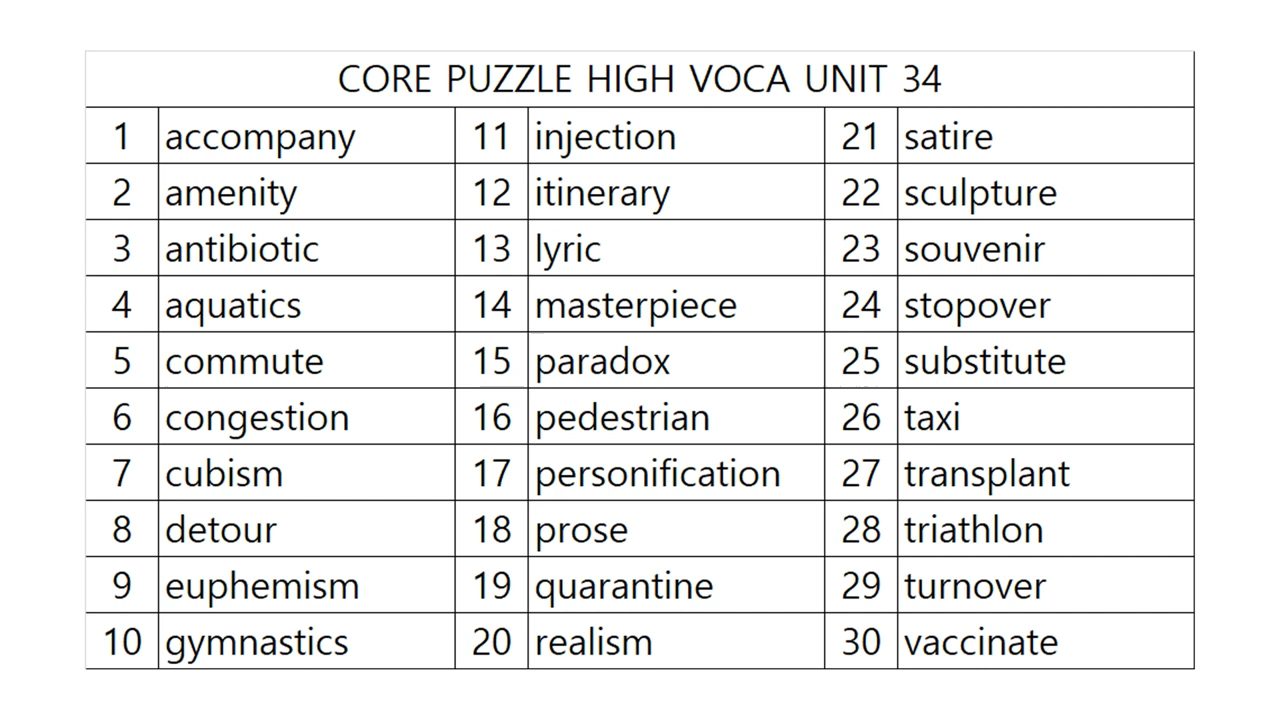 CORE PUZZLE HIGH VOCA UNIT 34
1 accompany 11 injection 21 satire
2 amenity 12 itinerary 22 sculpture
3 antibiotic 13 lyric 23 souvenir
4 aquatics 14 masterpiece 24 stopover
5 commute 15 paradox 25 substitute
6 congestion 16 pedestrian 26 taxi
7 cubism 17 personification 27 transplant
8 detour 18 prose 28 triathlon
9 euphemism 19 quarantine 29 turnover
10 gymnastics 20 realism 30 vaccinate